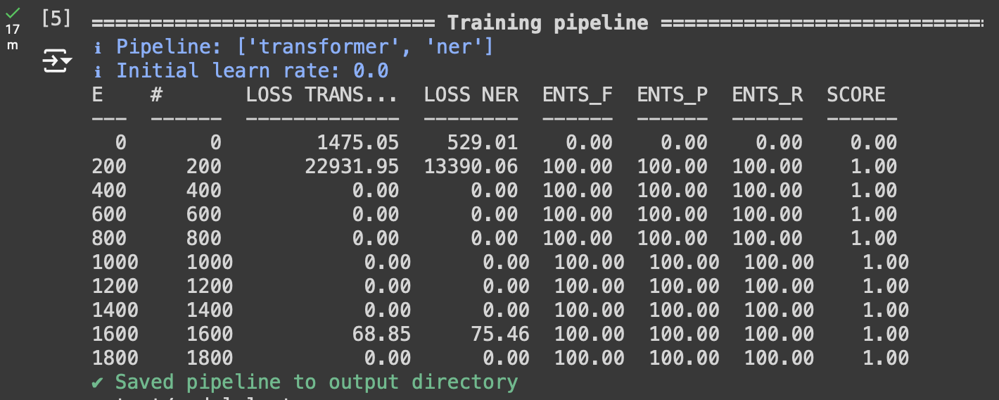 [5] ============================= Training pipeline ===========================
17 m
ℹ Pipeline: ['transformer', 'ner']
ℹ Initial learn rate: 0.0
E    #       LOSS TRANS...  LOSS NER  ENTS_F  ENTS_P  ENTS_R  SCORE
---  ------  -------------  --------  ------  ------  ------  ------
  0       0        1475.05    529.01    0.00    0.00    0.00    0.00
200     200       22931.95  13390.06  100.00  100.00  100.00    1.00
400     400           0.00      0.00  100.00  100.00  100.00    1.00
600     600           0.00      0.00  100.00  100.00  100.00    1.00
800     800           0.00      0.00  100.00  100.00  100.00    1.00
1000    1000           0.00      0.00  100.00  100.00  100.00    1.00
1200    1200           0.00      0.00  100.00  100.00  100.00    1.00
1400    1400           0.00      0.00  100.00  100.00  100.00    1.00
1600    1600          68.85     75.46  100.00  100.00  100.00    1.00
1800    1800           0.00      0.00  100.00  100.00  100.00    1.00
✔ Saved pipeline to output directory